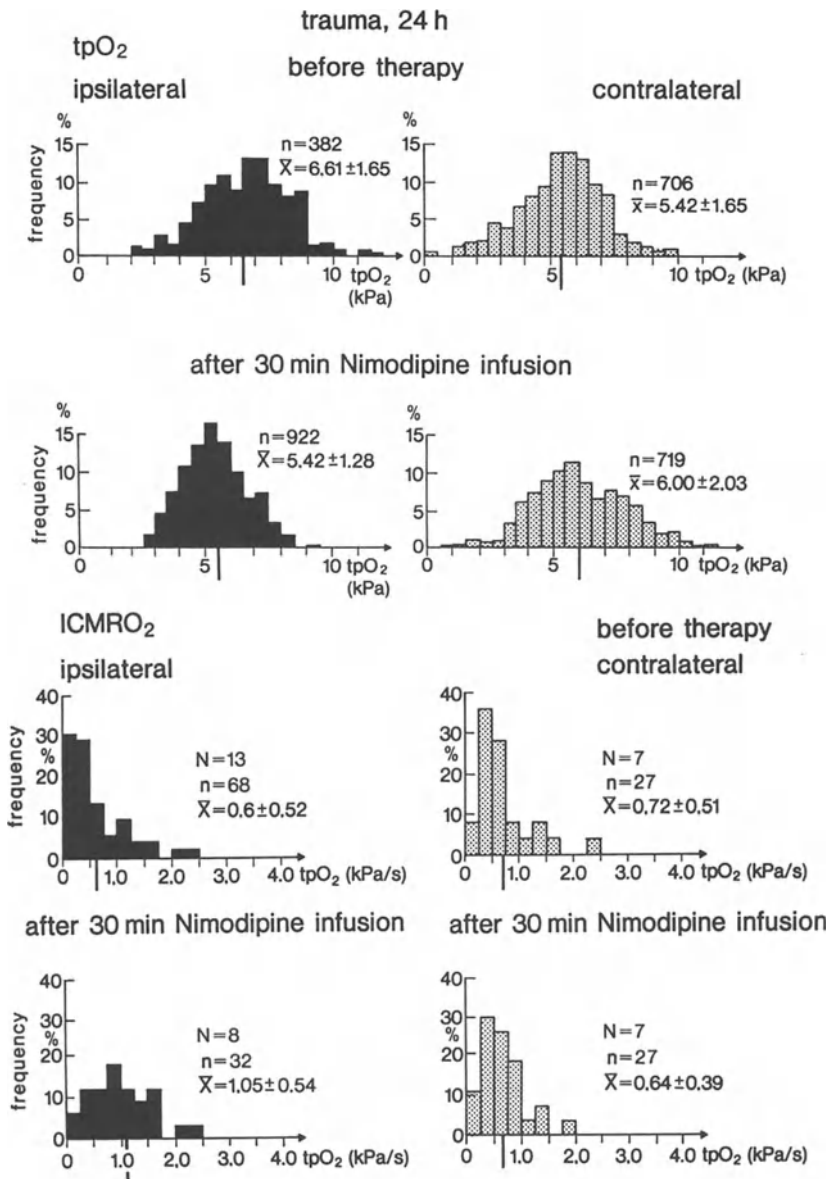 trauma, 24 h
tpO₂
before therapy
ipsilateral
contralateral
%
15
10
5
0
frequency
n=382
X̄=6.61±1.65
0 5 10 tpO₂
(kPa)
%
15
10
5
0
n=706
x̄=5.42±1.65
5 10 tpO₂
(kPa)
after 30 min Nimodipine infusion
%
15
10
5
0
frequency
n=922
X̄=5.42±1.28
0 5 10 tpO₂
(kPa)
%
15
10
5
0
n=719
x̄=6.00±2.03
0 5 10 tpO₂
(kPa)
ICMRO₂
before therapy
ipsilateral
contralateral
40
30
%
20
10
0
frequency
N=13
n=68
X̄=0.6±0.52
0 1.0 2.0 3.0 4.0 tpO₂ (kPa/s)
40
30
%
20
10
0
N=7
n=27
X̄=0.72±0.51
0 1.0 2.0 3.0 4.0 tpO₂ (kPa/s)
after 30 min Nimodipine infusion
after 30 min Nimodipine infusion
40
30
%
20
10
0
frequency
N=8
n=32
X̄=1.05±0.54
0 1.0 2.0 3.0 4.0 tpO₂ (kPa/s)
40
30
%
20
10
0
N=7
n=27
X̄=0.64±0.39
0 1.0 2.0 3.0 4.0 tpO₂ (kPa/s)